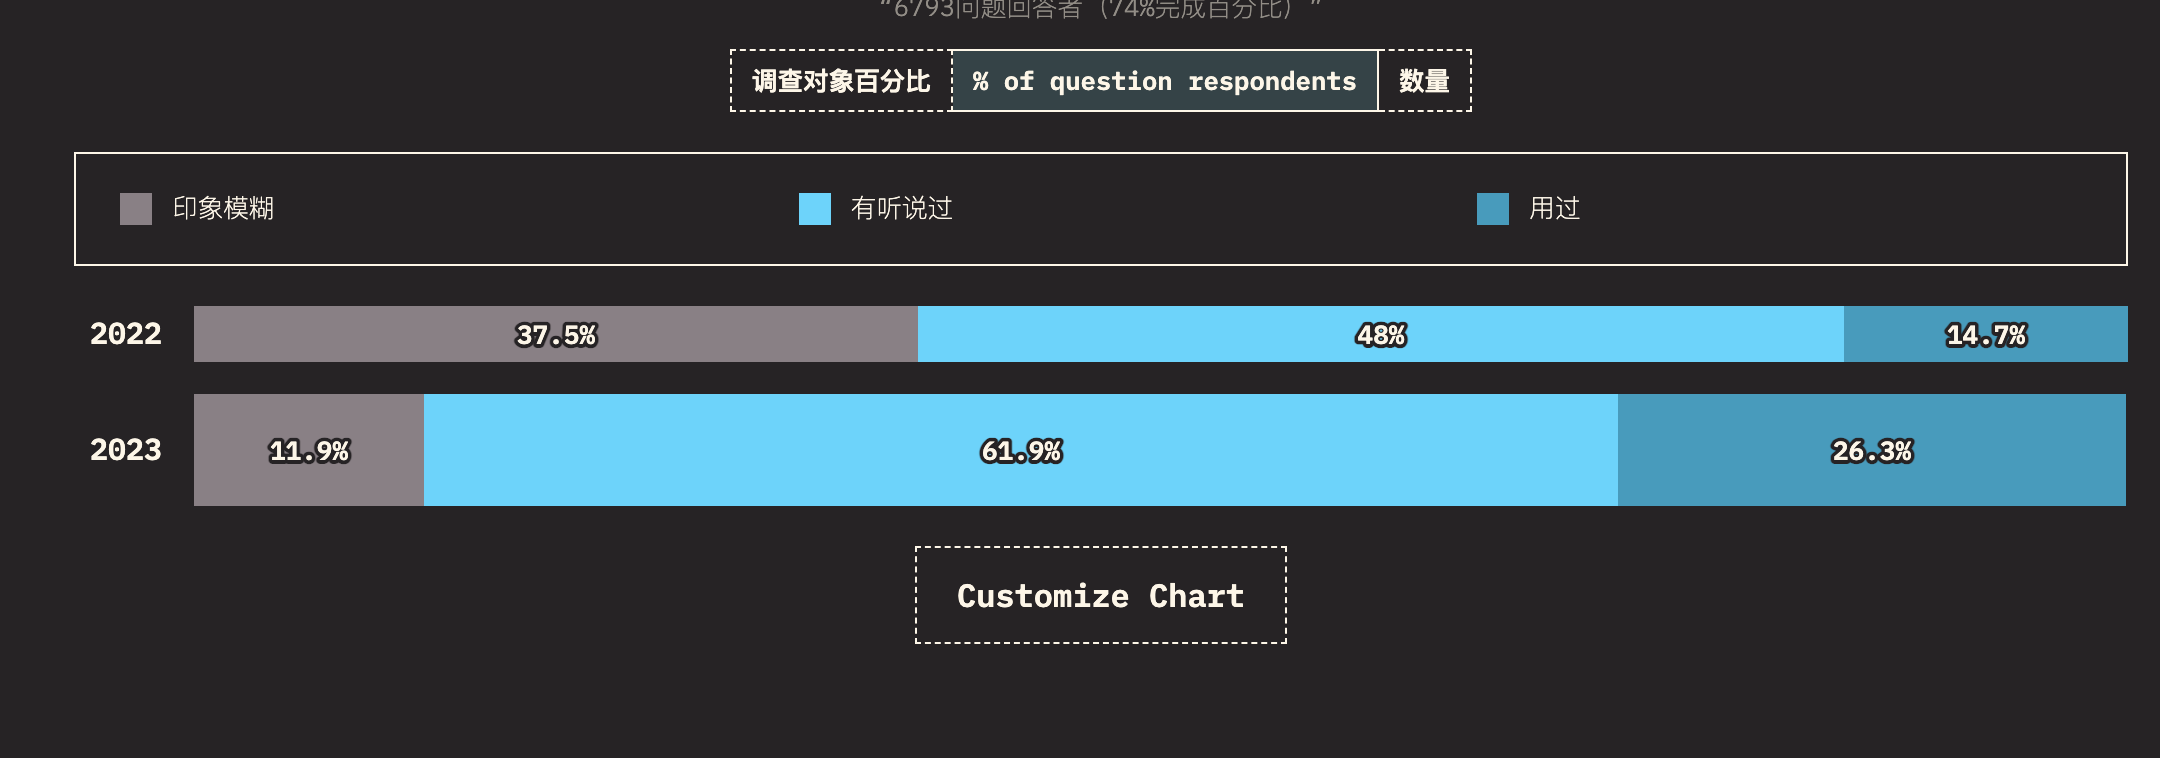 “6793问题回答者（74%完成百分比）”
调查对象百分比 % of question respondents 数量
印象模糊 有听说过 用过
2022 37.5% 48% 14.7%
2023 11.9% 61.9% 26.3%
Customize Chart